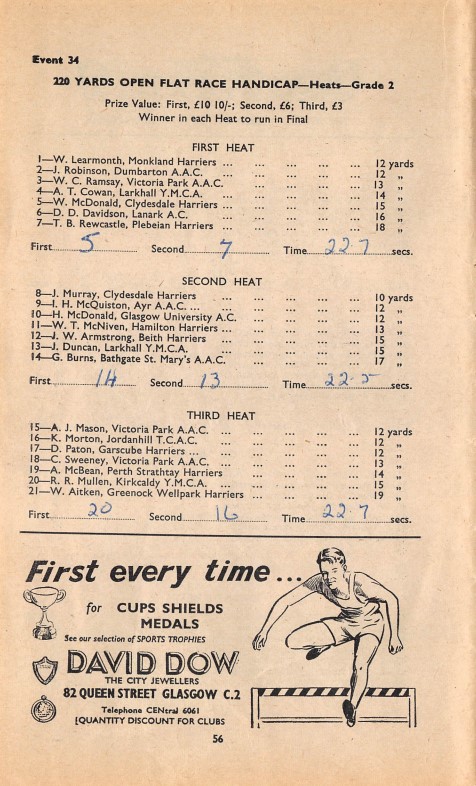 Event 34
220 YARDS OPEN FLAT RACE HANDICAP—Heats—Grade 2
Prize Value: First, £10 10/-; Second, £6; Third, £3
Winner in each Heat to run in Final
FIRST HEAT
1—W. Learmonth, Monkland Harriers ... ... ... ... 12 yards
2—J. Robinson, Dumbarton A.A.C. ... ... ... ... 12 „
3—W. C. Ramsay, Victoria Park A.A.C. ... ... ... 13 „
4—A. T. Cowan, Larkhall Y.M.C.A. ... ... ... ... 14 „
5—W. McDonald, Clydesdale Harriers ... ... ... ... 15 „
6—D. D. Davidson, Lanark A.C. ... ... ... ... 16 „
7—T. B. Rewcastle, Plebeian Harriers ... ... ... ... 18 „
First 5 Second 7 Time 22.7 secs.
SECOND HEAT
8—J. Murray, Clydesdale Harriers ... ... ... ... 10 yards
9—I. H. McQuiston, Ayr A.A.C. ... ... ... ... ... 12 „
10—H. McDonald, Glasgow University A.C. ... ... ... 12 „
11—W. T. McNiven, Hamilton Harriers ... ... ... ... 13 „
12—J. W. Armstrong, Beith Harriers ... ... ... ... 15 „
13—J. Duncan, Larkhall Y.M.C.A. ... ... ... ... 15 „
14—G. Burns, Bathgate St. Mary's A.A.C. ... ... ... ... 17 „
First 14 Second 13 Time 22.5 secs.
THIRD HEAT
15—A. J. Mason, Victoria Park A.A.C. ... ... ... ... 12 yards
16—K. Morton, Jordanhill T.C.A.C. ... ... ... ... 12 „
17—D. Paton, Garscube Harriers ... ... ... ... ... 12 „
18—C. Sweeney, Victoria Park A.A.C. ... ... ... ... 13 „
19—A. McBean, Perth Strathtay Harriers ... ... ... 14 „
20—R. R. Mullen, Kirkcaldy Y.M.C.A. ... ... ... ... 15 „
21—W. Aitken, Greenock Wellpark Harriers ... ... ... 19 „
First 20 Second 16 Time 22.7 secs.
First every time...
for CUPS SHIELDS
MEDALS
See our selection of SPORTS TROPHIES
DAVID DOW
THE CITY JEWELLERS
82 QUEEN STREET GLASGOW C.2
Telephone CENtral 6061
[QUANTITY DISCOUNT FOR CLUBS
56